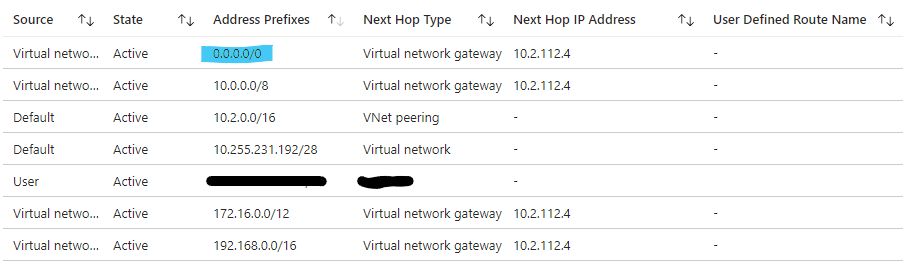 Source State Address Prefixes Next Hop Type Next Hop IP Address User Defined Route Name
Virtual netwo... Active 0.0.0.0/0 Virtual network gateway 10.2.112.4 -
Virtual netwo... Active 10.0.0.0/8 Virtual network gateway 10.2.112.4 -
Default Active 10.2.0.0/16 VNet peering - -
Default Active 10.255.231.192/28 Virtual network - -
User Active - -
Virtual netwo... Active 172.16.0.0/12 Virtual network gateway 10.2.112.4 -
Virtual netwo... Active 192.168.0.0/16 Virtual network gateway 10.2.112.4 -